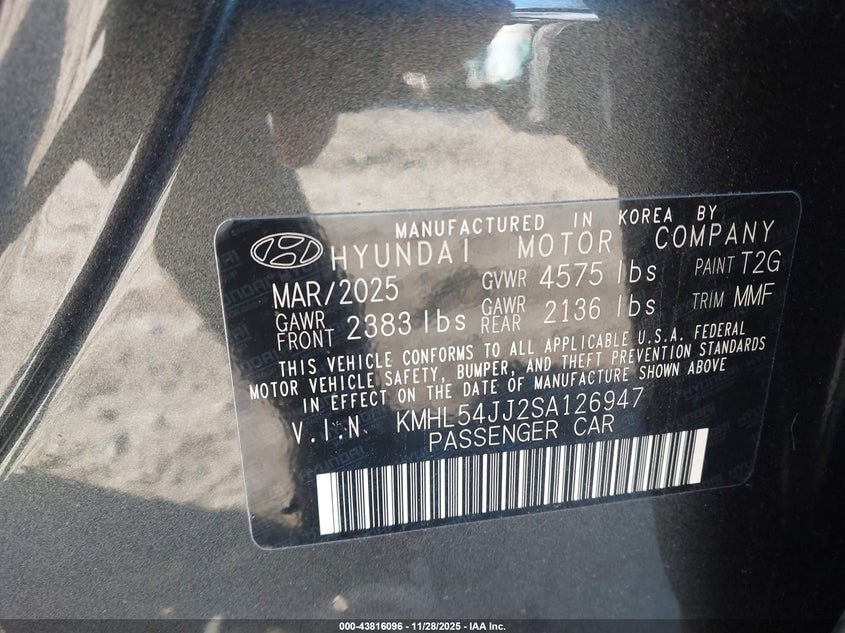 MANUFACTURED IN KOREA BY
HYUNDAI MOTOR COMPANY
MAR/2025 GVWR 4575 lbs PAINT T2G
GAWR FRONT 2383 lbs GAWR REAR 2136 lbs TRIM MMF
THIS VEHICLE CONFORMS TO ALL APPLICABLE U.S.A. FEDERAL
MOTOR VEHICLE SAFETY, BUMPER, AND THEFT PREVENTION STANDARDS
IN EFFECT ON THE DATE OF MANUFACTURE SHOWN ABOVE
V.I.N. KMHL54JJ2SA126947
PASSENGER CAR
000-43816096 - 11/28/2025 - IAA Inc.